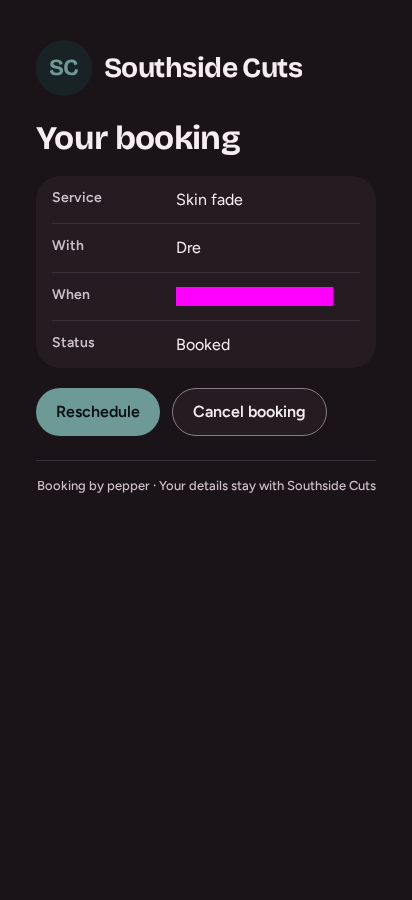 SC
Southside Cuts
Your booking
Service Skin fade
With Dre
When
Status Booked
Reschedule Cancel booking
Booking by pepper · Your details stay with Southside Cuts